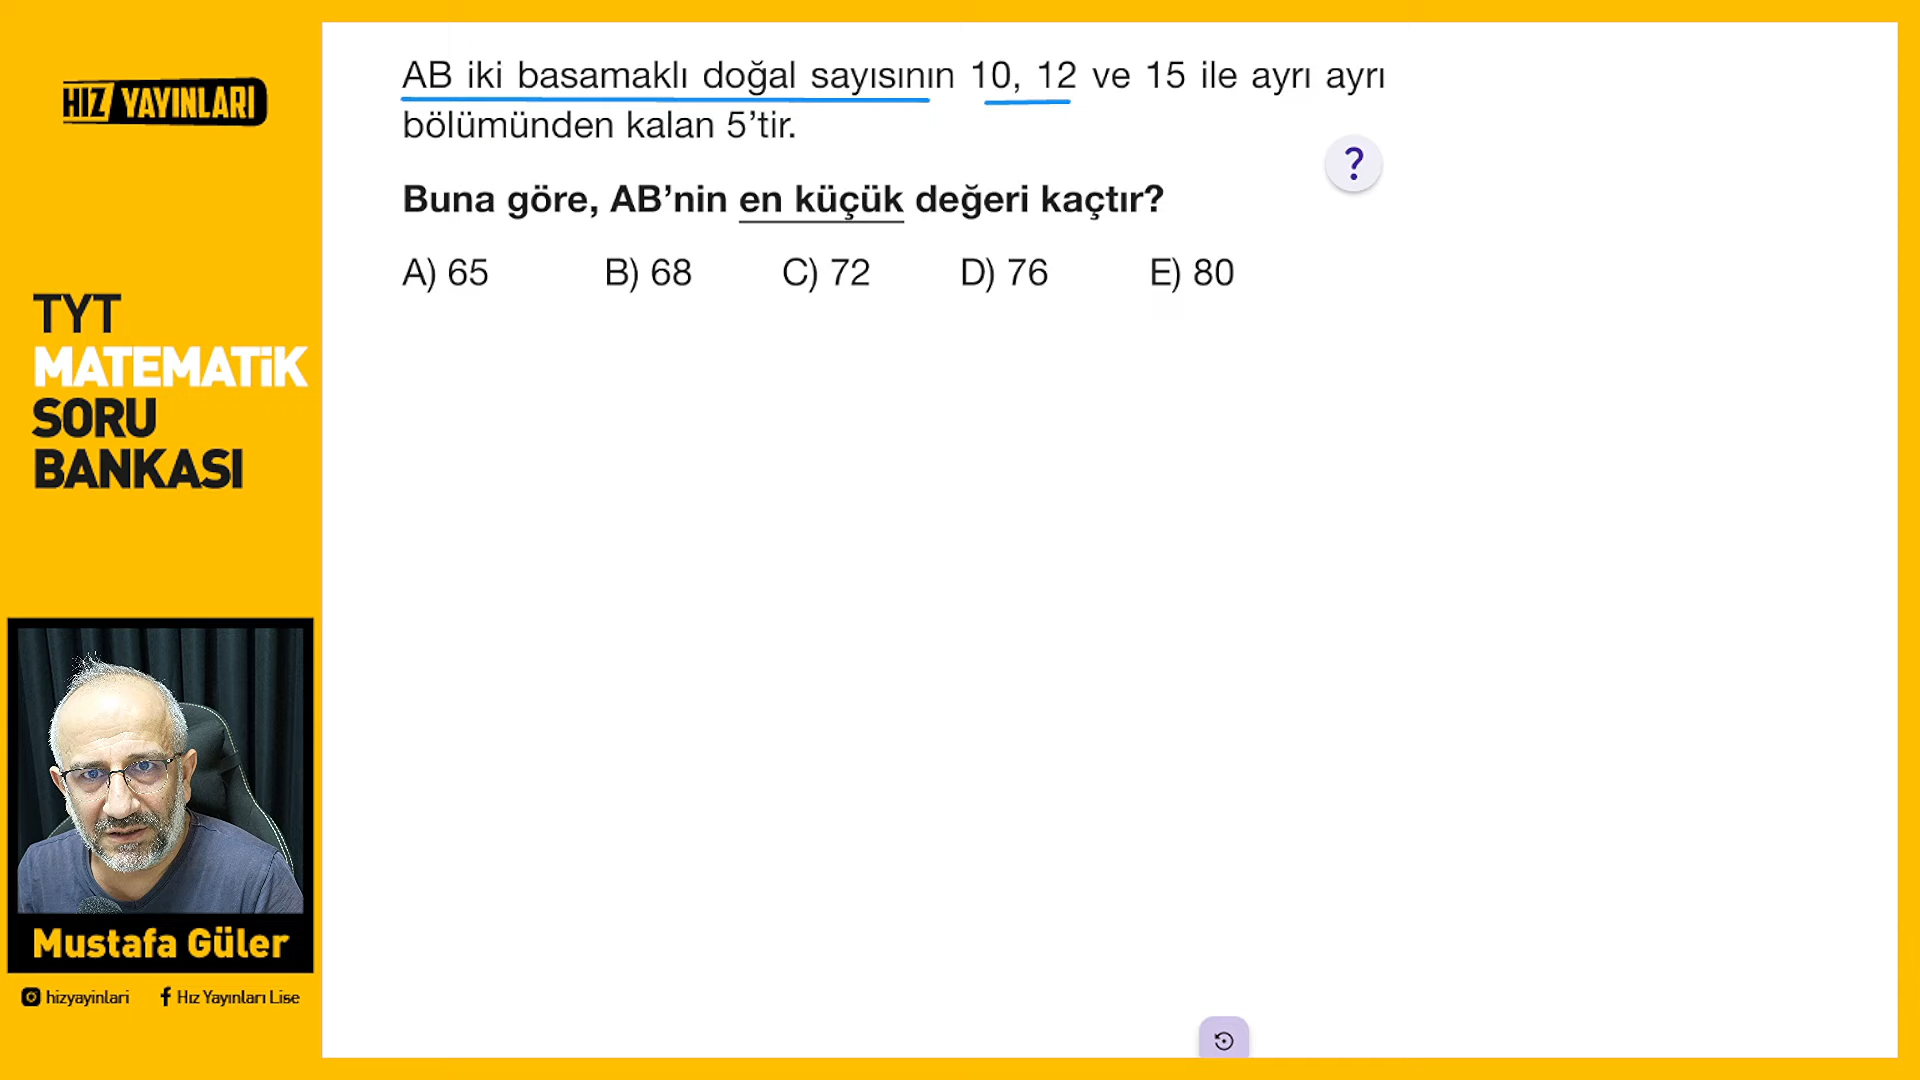 HIZ YAYINLARI
TYT
MATEMATİK
SORU
BANKASI
Mustafa Güler
hizyayinlari
Hız Yayınları Lise
AB iki basamaklı doğal sayısının 10, 12 ve 15 ile ayrı ayrı
bölümünden kalan 5’tir.
?
Buna göre, AB’nin en küçük değeri kaçtır?
A) 65 B) 68 C) 72 D) 76 E) 80